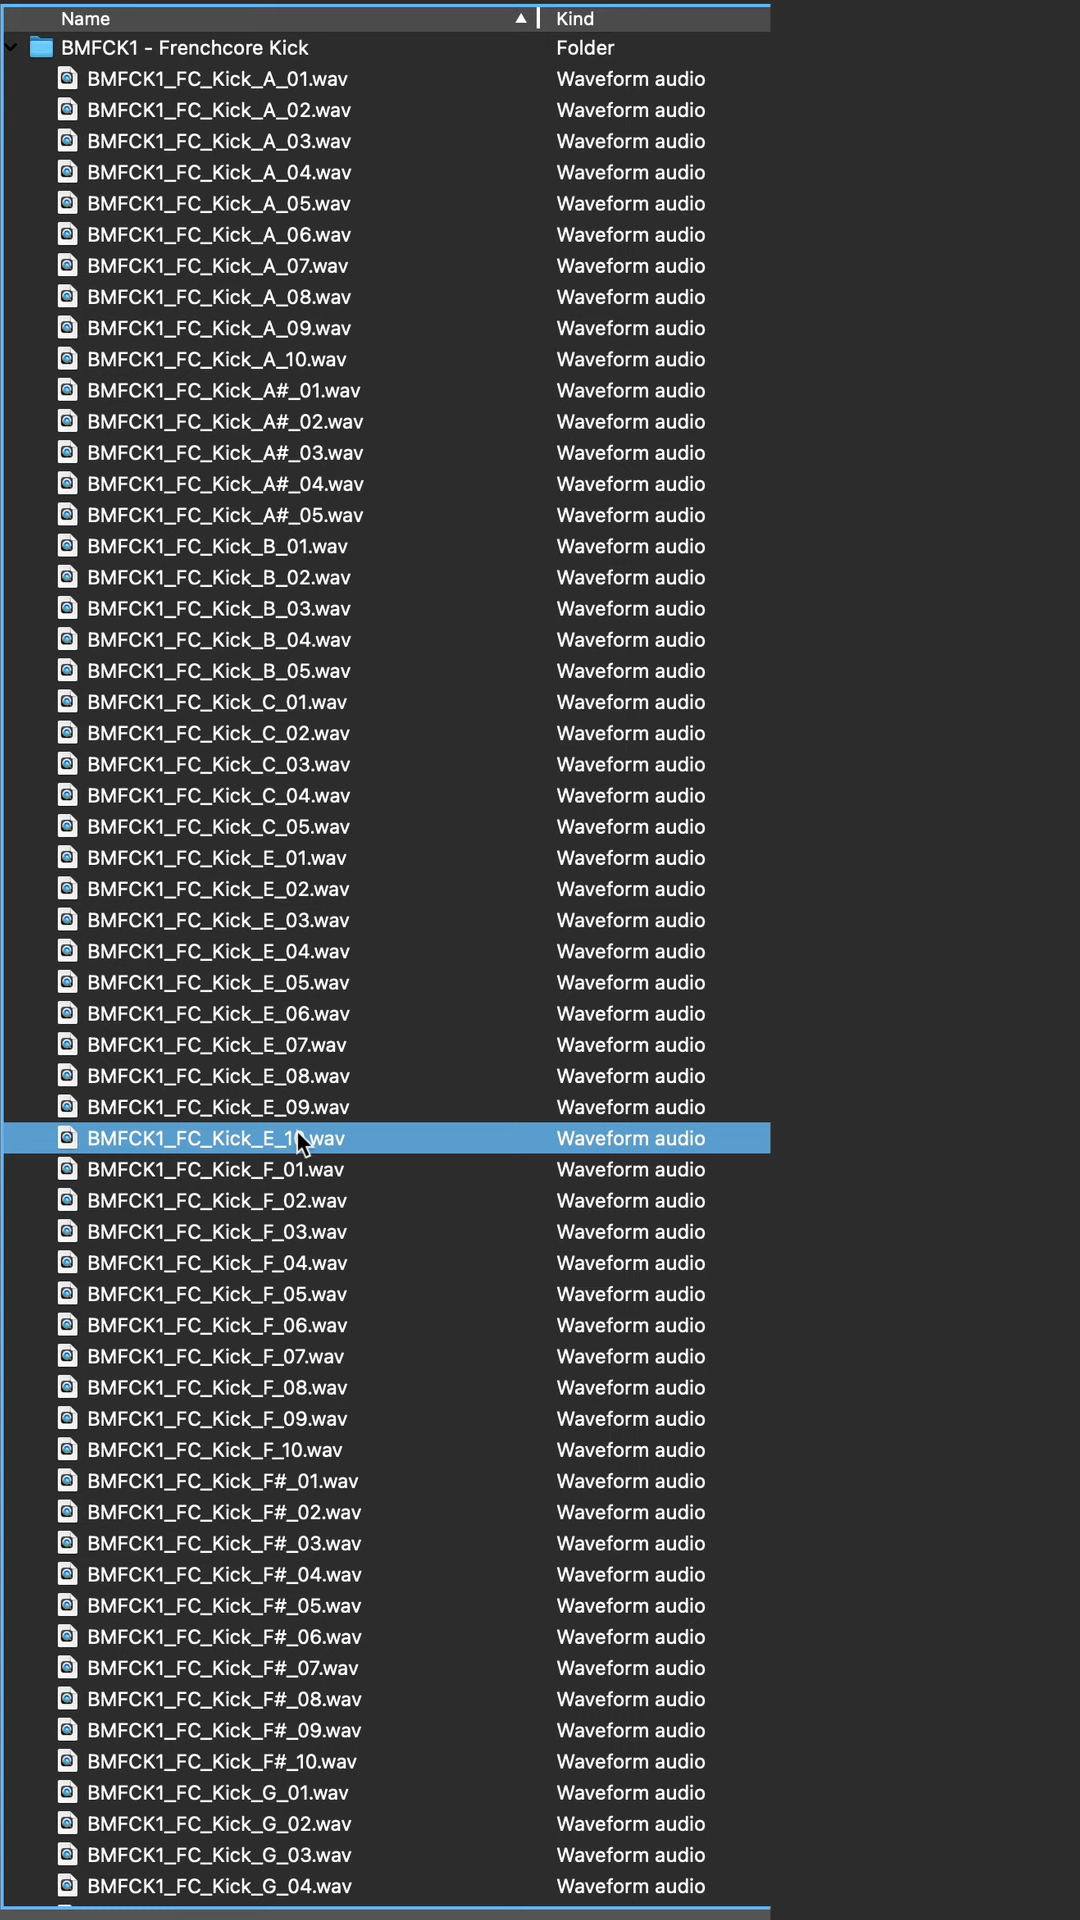 Name Kind
BMFCK1 - Frenchcore Kick Folder
BMFCK1_FC_Kick_A_01.wav Waveform audio
BMFCK1_FC_Kick_A_02.wav Waveform audio
BMFCK1_FC_Kick_A_03.wav Waveform audio
BMFCK1_FC_Kick_A_04.wav Waveform audio
BMFCK1_FC_Kick_A_05.wav Waveform audio
BMFCK1_FC_Kick_A_06.wav Waveform audio
BMFCK1_FC_Kick_A_07.wav Waveform audio
BMFCK1_FC_Kick_A_08.wav Waveform audio
BMFCK1_FC_Kick_A_09.wav Waveform audio
BMFCK1_FC_Kick_A_10.wav Waveform audio
BMFCK1_FC_Kick_A#_01.wav Waveform audio
BMFCK1_FC_Kick_A#_02.wav Waveform audio
BMFCK1_FC_Kick_A#_03.wav Waveform audio
BMFCK1_FC_Kick_A#_04.wav Waveform audio
BMFCK1_FC_Kick_A#_05.wav Waveform audio
BMFCK1_FC_Kick_B_01.wav Waveform audio
BMFCK1_FC_Kick_B_02.wav Waveform audio
BMFCK1_FC_Kick_B_03.wav Waveform audio
BMFCK1_FC_Kick_B_04.wav Waveform audio
BMFCK1_FC_Kick_B_05.wav Waveform audio
BMFCK1_FC_Kick_C_01.wav Waveform audio
BMFCK1_FC_Kick_C_02.wav Waveform audio
BMFCK1_FC_Kick_C_03.wav Waveform audio
BMFCK1_FC_Kick_C_04.wav Waveform audio
BMFCK1_FC_Kick_C_05.wav Waveform audio
BMFCK1_FC_Kick_E_01.wav Waveform audio
BMFCK1_FC_Kick_E_02.wav Waveform audio
BMFCK1_FC_Kick_E_03.wav Waveform audio
BMFCK1_FC_Kick_E_04.wav Waveform audio
BMFCK1_FC_Kick_E_05.wav Waveform audio
BMFCK1_FC_Kick_E_06.wav Waveform audio
BMFCK1_FC_Kick_E_07.wav Waveform audio
BMFCK1_FC_Kick_E_08.wav Waveform audio
BMFCK1_FC_Kick_E_09.wav Waveform audio
BMFCK1_FC_Kick_E_10.wav Waveform audio
BMFCK1_FC_Kick_F_01.wav Waveform audio
BMFCK1_FC_Kick_F_02.wav Waveform audio
BMFCK1_FC_Kick_F_03.wav Waveform audio
BMFCK1_FC_Kick_F_04.wav Waveform audio
BMFCK1_FC_Kick_F_05.wav Waveform audio
BMFCK1_FC_Kick_F_06.wav Waveform audio
BMFCK1_FC_Kick_F_07.wav Waveform audio
BMFCK1_FC_Kick_F_08.wav Waveform audio
BMFCK1_FC_Kick_F_09.wav Waveform audio
BMFCK1_FC_Kick_F_10.wav Waveform audio
BMFCK1_FC_Kick_F#_01.wav Waveform audio
BMFCK1_FC_Kick_F#_02.wav Waveform audio
BMFCK1_FC_Kick_F#_03.wav Waveform audio
BMFCK1_FC_Kick_F#_04.wav Waveform audio
BMFCK1_FC_Kick_F#_05.wav Waveform audio
BMFCK1_FC_Kick_F#_06.wav Waveform audio
BMFCK1_FC_Kick_F#_07.wav Waveform audio
BMFCK1_FC_Kick_F#_08.wav Waveform audio
BMFCK1_FC_Kick_F#_09.wav Waveform audio
BMFCK1_FC_Kick_F#_10.wav Waveform audio
BMFCK1_FC_Kick_G_01.wav Waveform audio
BMFCK1_FC_Kick_G_02.wav Waveform audio
BMFCK1_FC_Kick_G_03.wav Waveform audio
BMFCK1_FC_Kick_G_04.wav Waveform audio